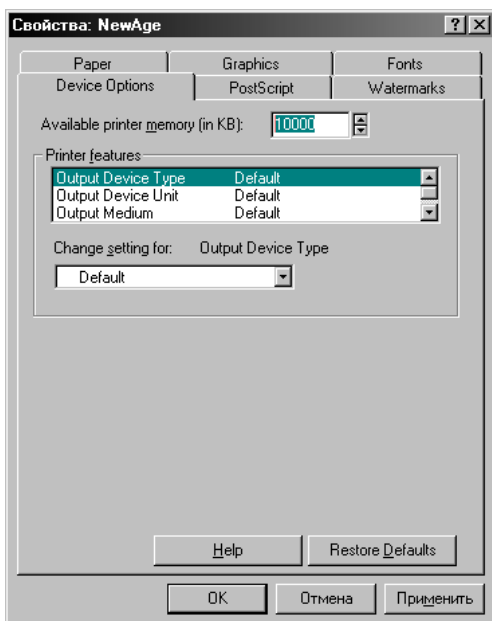 Свойства: NewAge
Paper Graphics Fonts
Device Options PostScript Watermarks
Available printer memory (in KB): 10000
Printer features
Output Device Type Default
Output Device Unit Default
Output Medium Default
Change setting for: Output Device Type
Default
Help Restore Defaults
OK Отмена Применить